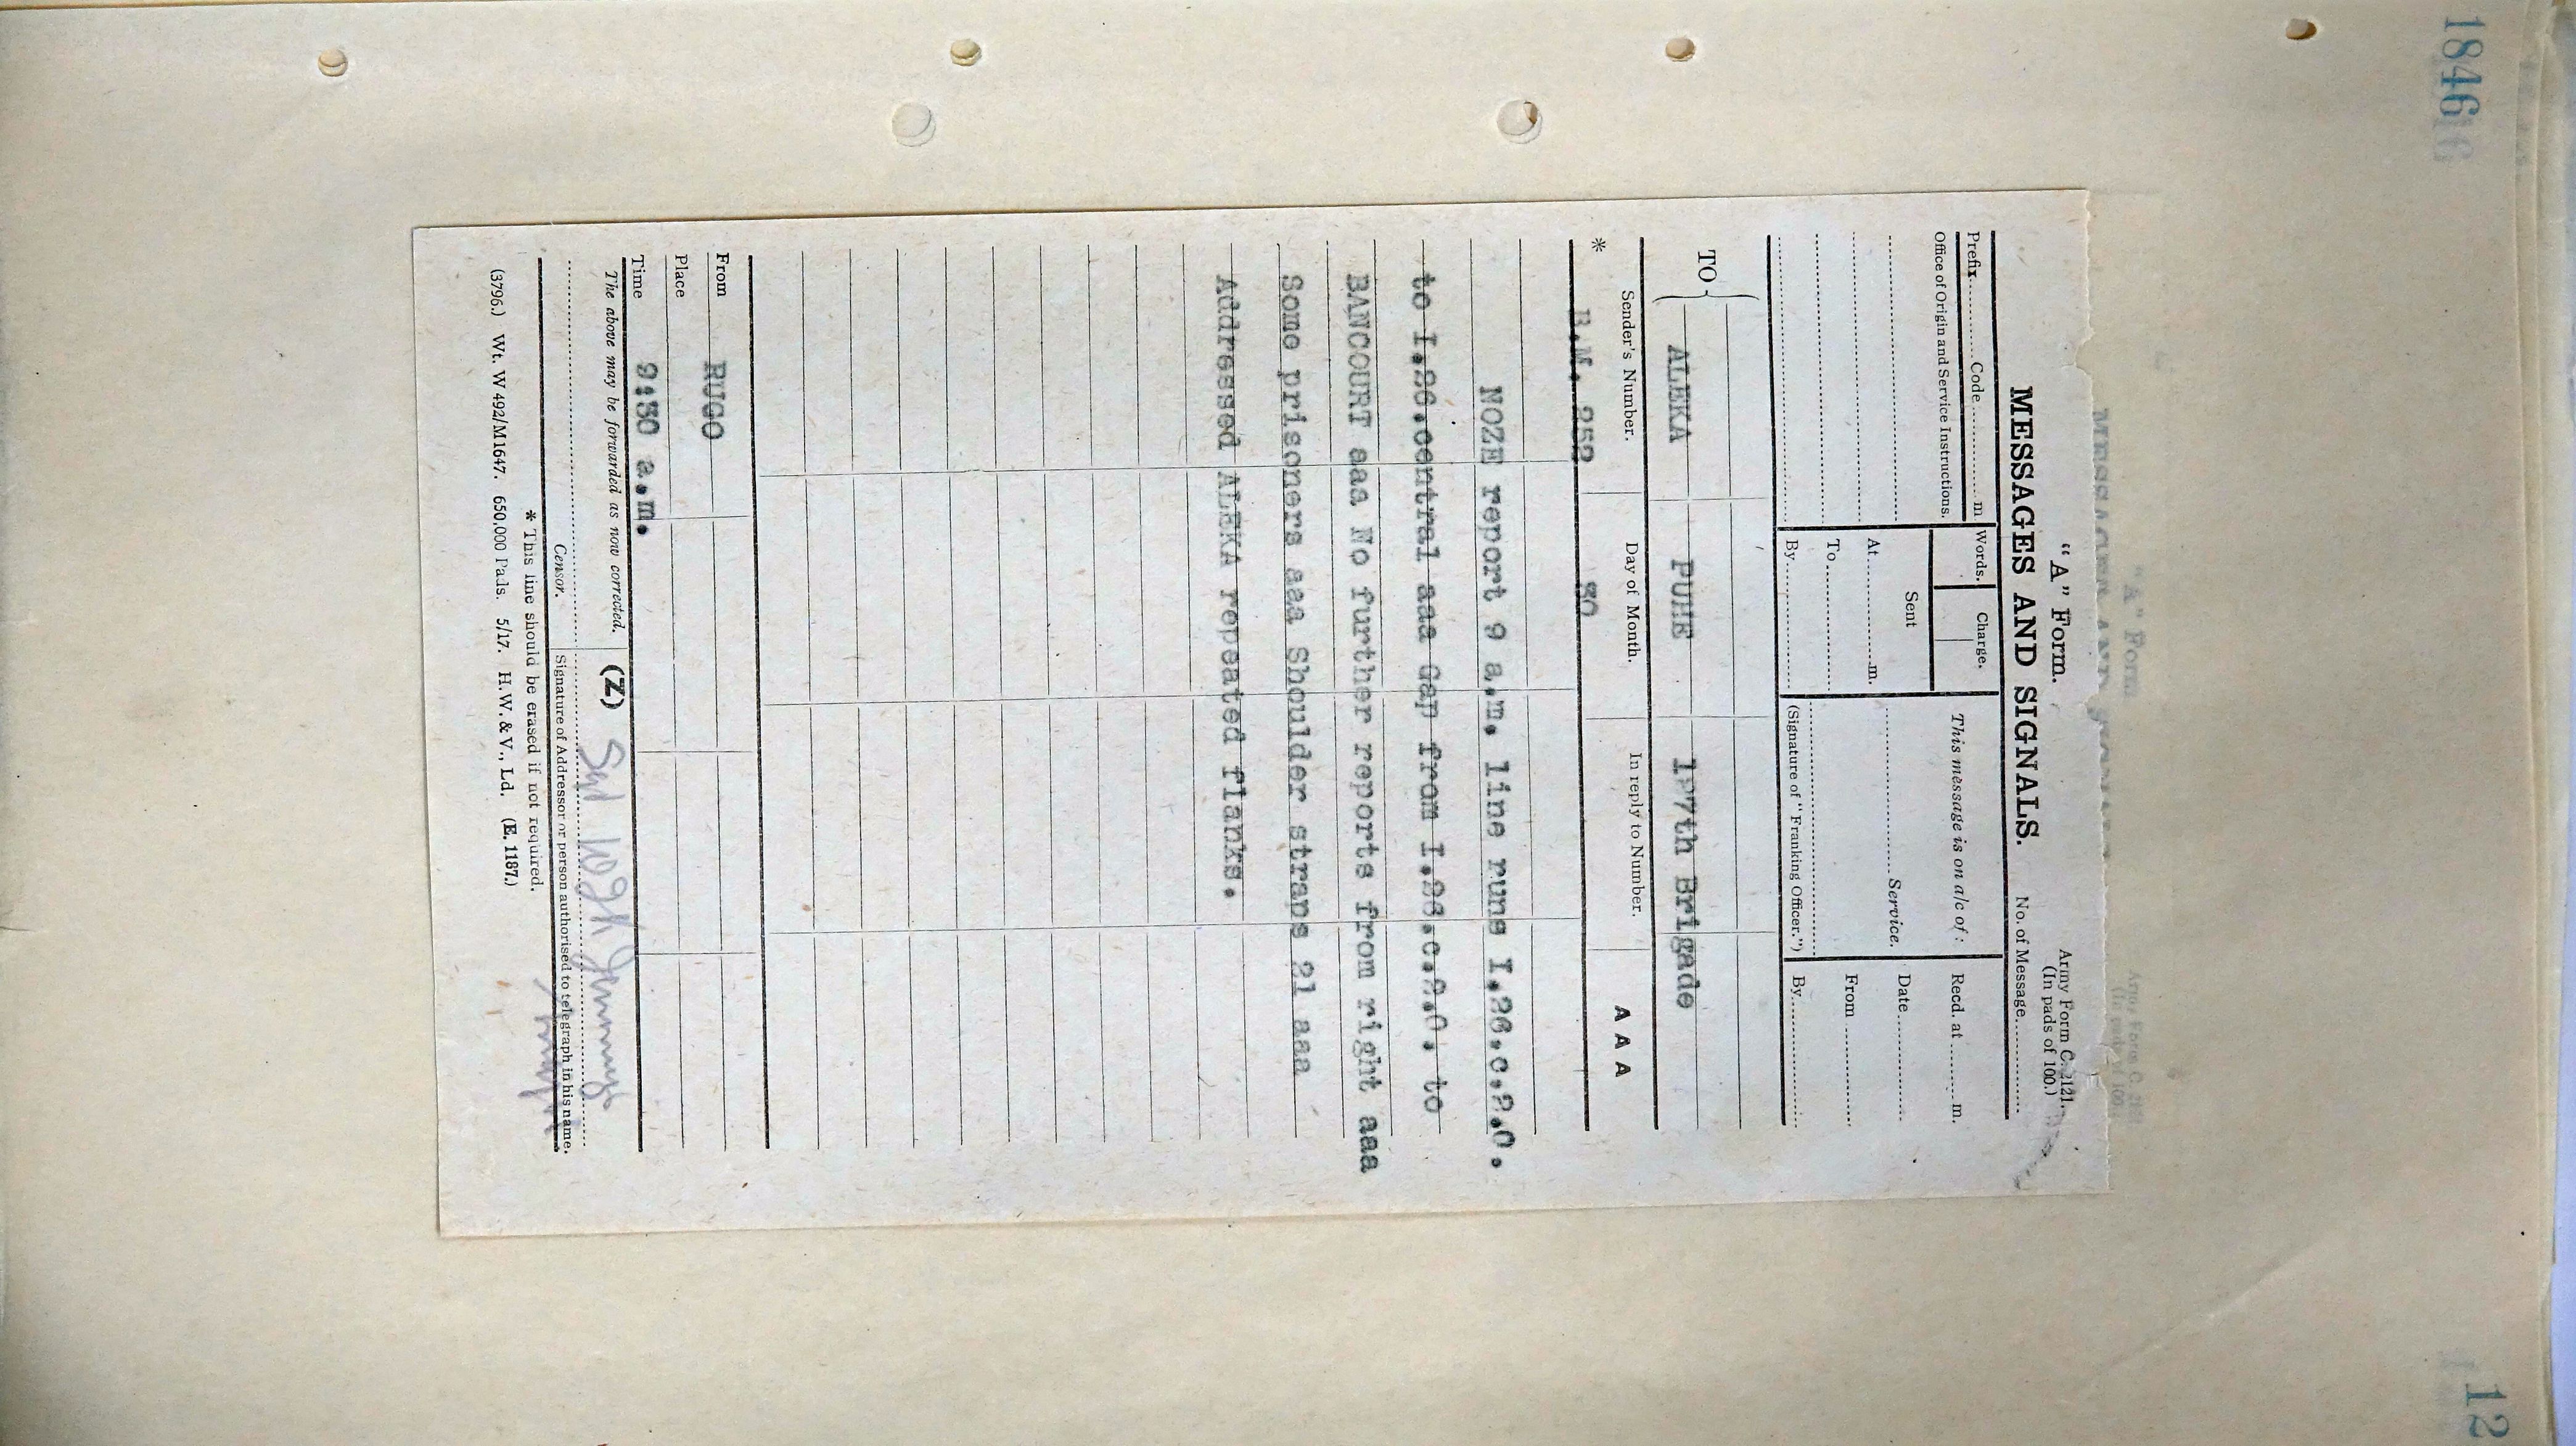 1846
"A" Form.
Army Form C. 2121.
(In pads of 100.)
MESSAGES AND SIGNALS.
No. of Message
Prefix Code m
Words.
Charge.
This message is on a/c of :
Recd. at m.
Office of Origin and Service Instructions.
Sent
Service.
Date
At m.
From
To
By
(Signature of "Franking Officer.")
By
TO
ALEKA PUHE 127th Brigade
Sender's Number.
Day of Month.
In reply to Number.
A A A
* B.M. 252 30
NOZE report 9 a.m. line runs I.26.c.2.0.
to I.26.central aaa Gap from I.26.c.2.0. to
BANCOURT aaa No further reports from right aaa
Some prisoners aaa Shoulder straps 21 aaa
Addressed ALEKA repeated flanks.
From RUGO
Place
Time 9:30 a.m.
The above may be forwarded as now corrected.
(Z)
Censor.
Signature of Addressor or person authorised to telegraph in his name.
* This line should be erased if not required.
(3796.) Wt. W 492/M1647. 650,000 Pads. 5/17. H.W. & V., Ld. (E. 1187.)
12